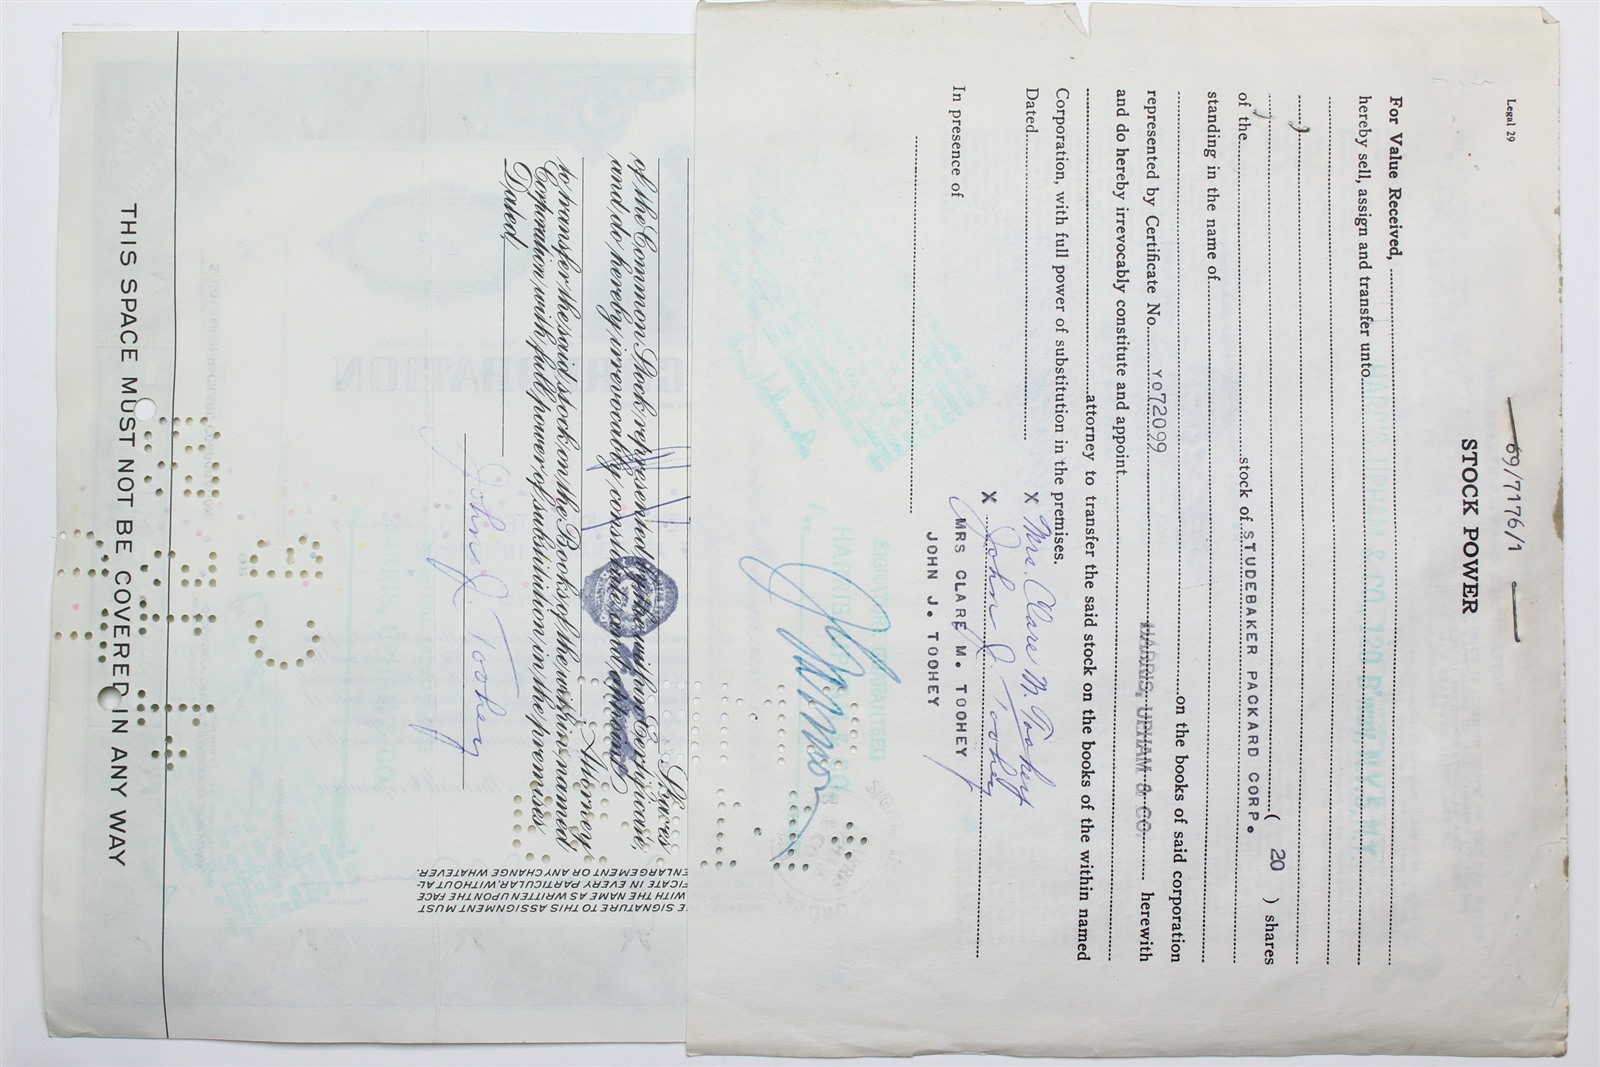 Legal 29
69/7176/1
STOCK POWER
For Value Received,
hereby sell, assign and transfer unto
HARRIS, UPHAM & CO. 120 B'way, N.Y. 5, N.Y.
( 20 ) shares
of the stock of STUDEBAKER PACKARD CORP.
standing in the name of
on the books of said corporation
represented by Certificate No. YO72099 herewith
and do hereby irrevocably constitute and appoint HARRIS, UPHAM & CO.
attorney to transfer the said stock on the books of the within named
Corporation, with full power of substitution in the premises.
Dated
X Mrs. Clare M. Toohey
In presence of
X John J. Toohey
MRS CLARE M. TOOHEY
JOHN J. TOOHEY
SIGNATURE GUARANTEED
HARRIS, UPHAM & CO.
Shares
of the Common Stock represented by the within Certificate,
and do hereby irrevocably constitute and appoint
Attorney
to transfer the said stock on the Books of the within named
Corporation, with full power of substitution in the premises.
Dated,
John J. Toohey
E SIGNATURE TO THIS ASSIGNMENT MUST
WITH THE NAME AS WRITTEN UPON THE FACE
FICATE IN EVERY PARTICULAR, WITHOUT AL-
ENLARGEMENT OR ANY CHANGE WHATEVER.
THIS SPACE MUST NOT BE COVERED IN ANY WAY